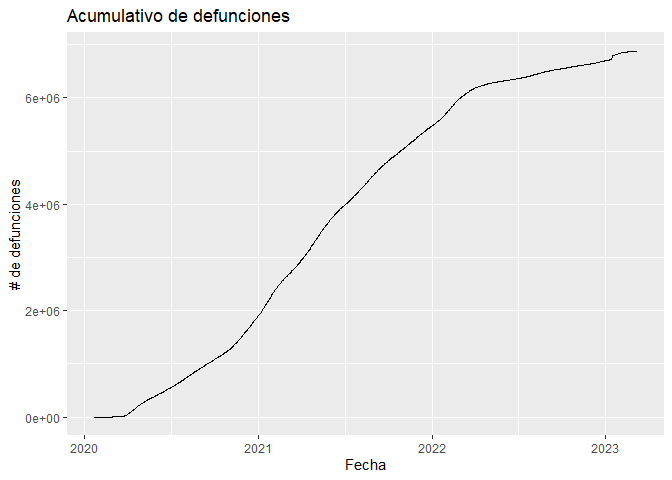 Acumulativo de defunciones
# de defunciones
6e+06
4e+06
2e+06
0e+00
2020
2021
2022
2023
Fecha